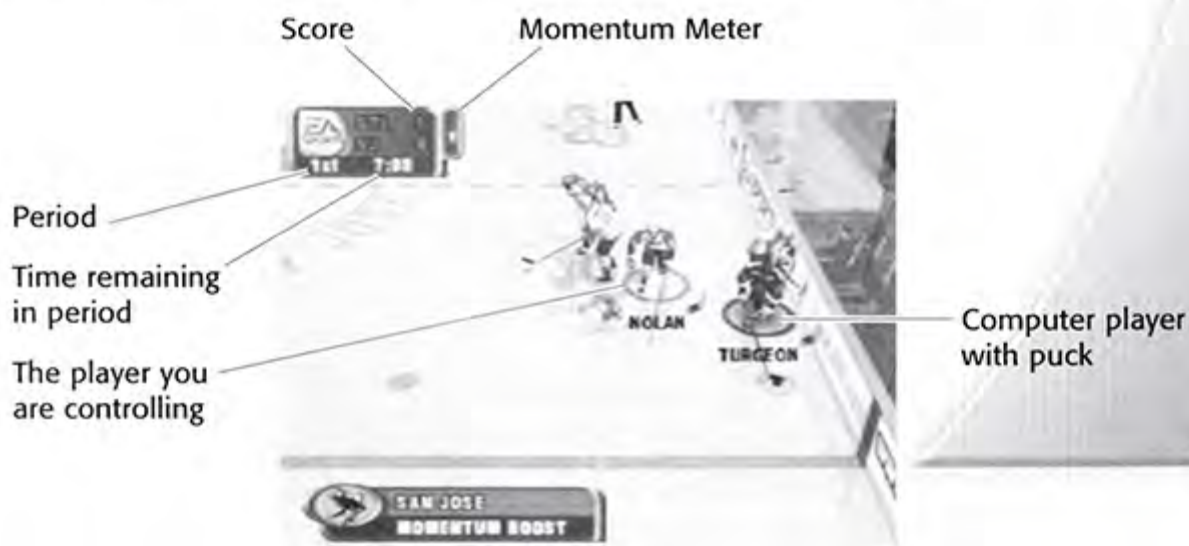 Score
Momentum Meter
EA
1st 7:00
Period
Time remaining
in period
NOLAN
TURGEON
Computer player
with puck
The player you
are controlling
SAN JOSE
MOMENTUM BOOST